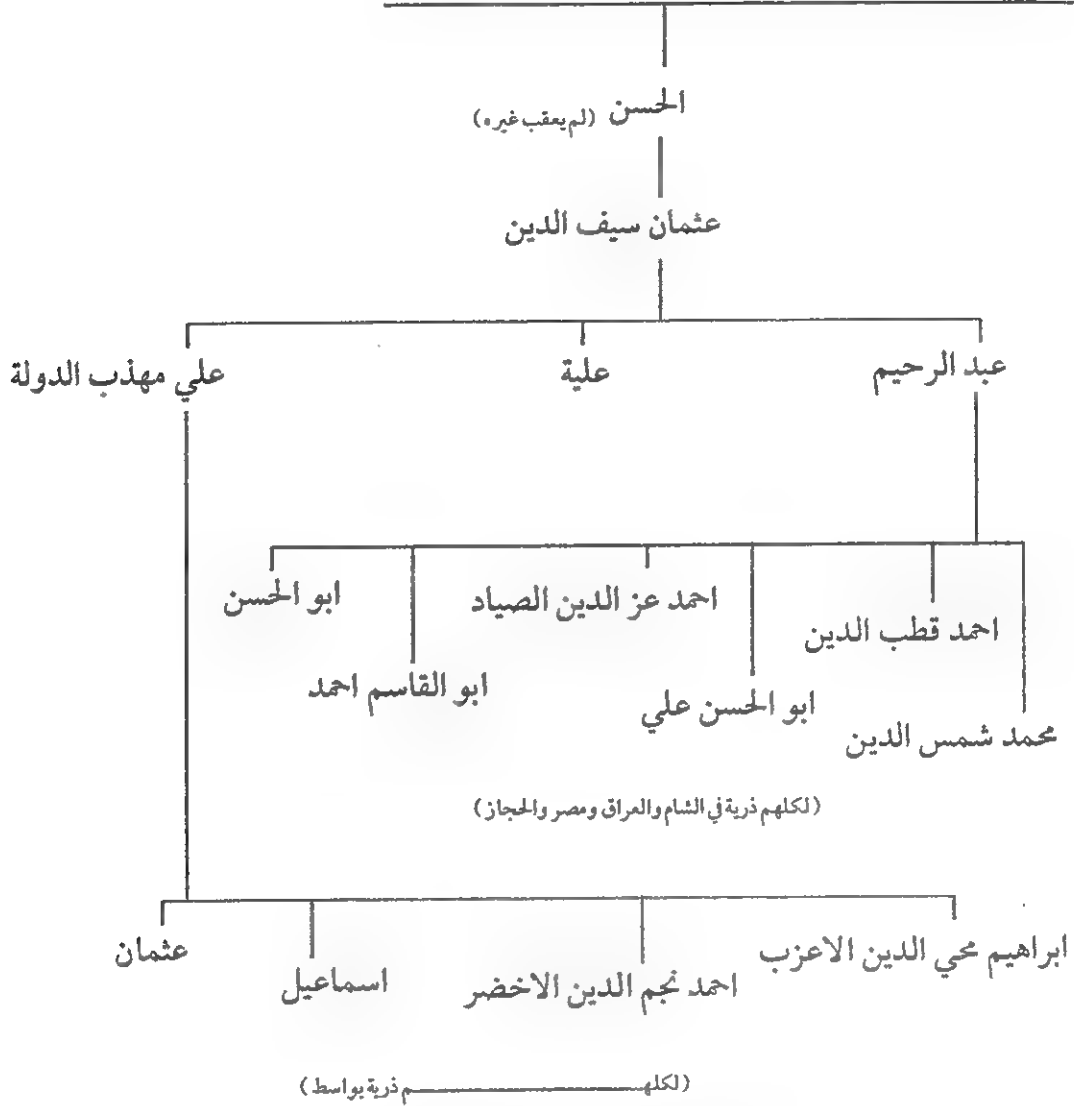 الحسن (لم يعقب غيره)
عثمان سيف الدين
عبد الرحيم
علية
علي مهذب الدولة
احمد عز الدين الصياد
ابو الحسن
احمد قطب الدين
ابو القاسم احمد
ابو الحسن علي
محمد شمس الدين
(لكلهم ذرية في الشام والعراق ومصر والحجاز)
ابراهيم محي الدين الاعزب
احمد نجم الدين الاخضر
اسماعيل
عثمان
(لكلهـــــــم ذرية بواسط)